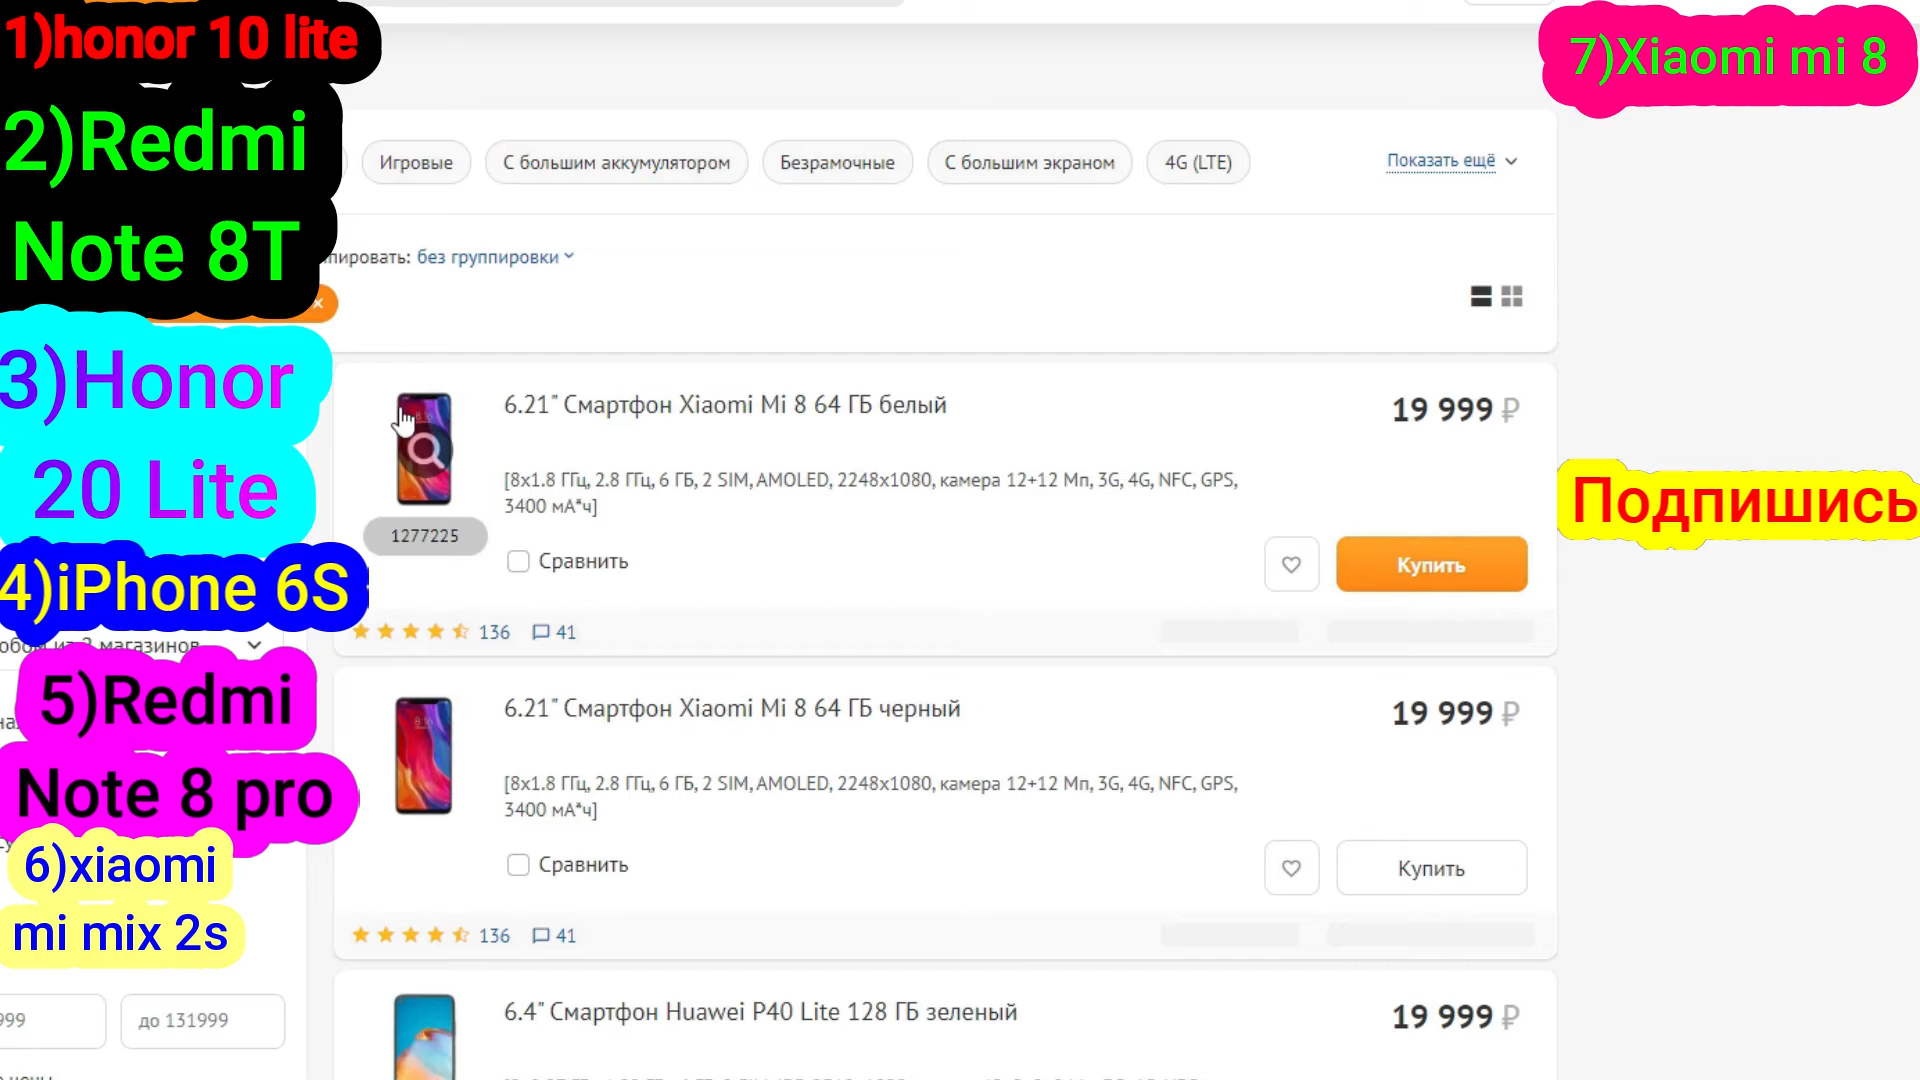 1)honor 10 lite
2)Redmi
Note 8T
3)Honor
20 Lite
4)iPhone 6S
5)Redmi
Note 8 pro
6)xiaomi
mi mix 2s
7)Xiaomi mi 8
Подпишись
Игровые
С большим аккумулятором
Безрамочные
С большим экраном
4G (LTE)
Показать ещё
без группировки
6.21" Смартфон Xiaomi Mi 8 64 ГБ белый
19 999 ₽
[8x1.8 ГГц, 2.8 ГГц, 6 ГБ, 2 SIM, AMOLED, 2248x1080, камера 12+12 Мп, 3G, 4G, NFC, GPS,
3400 мА*ч]
1277225
Сравнить
Купить
136
41
магазинов
6.21" Смартфон Xiaomi Mi 8 64 ГБ черный
19 999 ₽
[8x1.8 ГГц, 2.8 ГГц, 6 ГБ, 2 SIM, AMOLED, 2248x1080, камера 12+12 Мп, 3G, 4G, NFC, GPS,
3400 мА*ч]
8:16
Сравнить
Купить
136
41
999
до 131999
6.4" Смартфон Huawei P40 Lite 128 ГБ зеленый
19 999 ₽